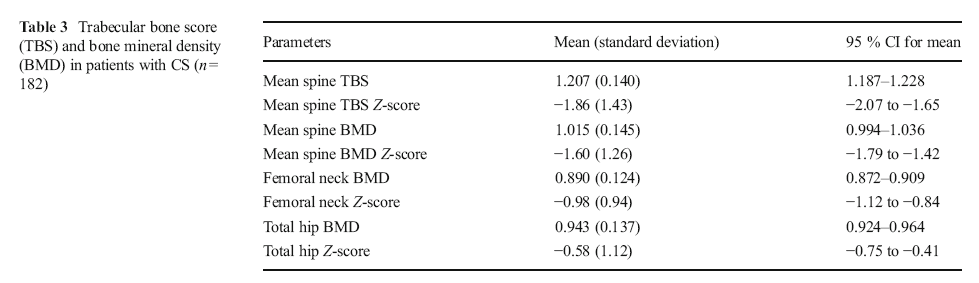 Table 3 Trabecular bone score
(TBS) and bone mineral density
(BMD) in patients with CS (n=
182)
Parameters Mean (standard deviation) 95 % CI for mean
Mean spine TBS 1.207 (0.140) 1.187–1.228
Mean spine TBS Z-score −1.86 (1.43) −2.07 to −1.65
Mean spine BMD 1.015 (0.145) 0.994–1.036
Mean spine BMD Z-score −1.60 (1.26) −1.79 to −1.42
Femoral neck BMD 0.890 (0.124) 0.872–0.909
Femoral neck Z-score −0.98 (0.94) −1.12 to −0.84
Total hip BMD 0.943 (0.137) 0.924–0.964
Total hip Z-score −0.58 (1.12) −0.75 to −0.41